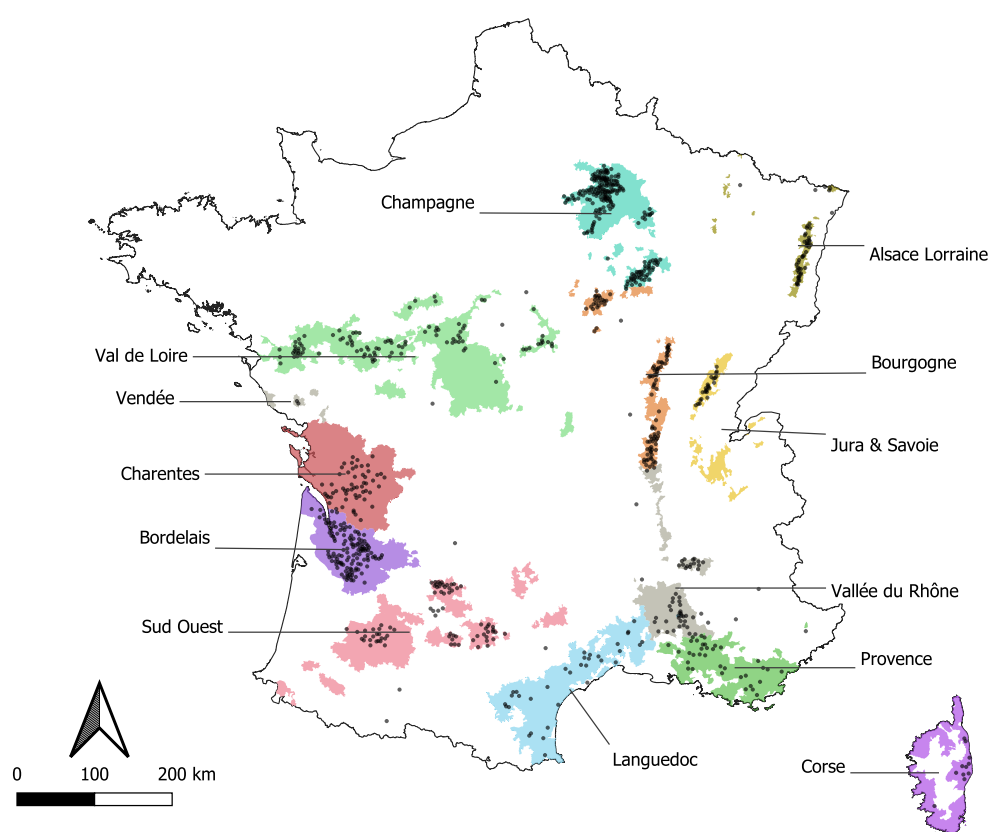 Champagne
Alsace Lorraine
Val de Loire
Bourgogne
Vendée
Jura & Savoie
Charentes
Bordelais
Vallée du Rhône
Sud Ouest
Provence
Languedoc
Corse
0 100 200 km